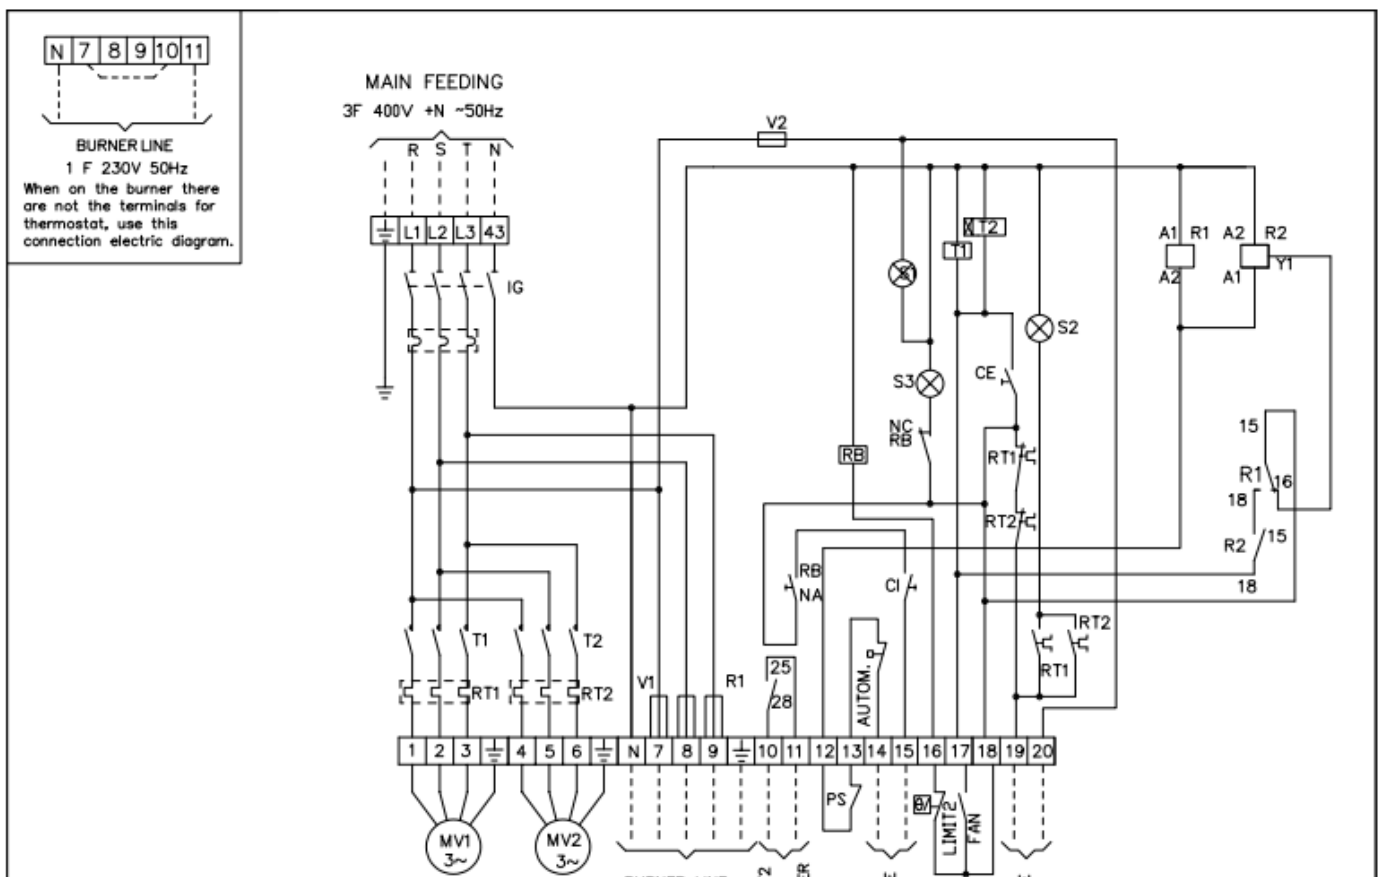 N 7 8 9 10 11
BURNER LINE
1 F 230V 50Hz
When on the burner there
are not the terminals for
thermostat, use this
connection electric diagram.
MAIN FEEDING
3F 400V +N ~50Hz
R S T N
L1 L2 L3 43
IG
V2
T2
T1
A1 R1 A2 R2
A2 A1 Y1
S1
S2
S3
CE
NC
RB
RB
RT1
RT2
15
R1 16
18
R2 15
18
RB
NA
CI
RT2
RT1
T1 T2
RT1 RT2
V1 R1
25
28
AUTOM.
1 2 3 4 5 6 N 7 8 9 10 11 12 13 14 15 16 17 18 19 20
PS
LIMIT2
FAN
MV1
3~
MV2
3~